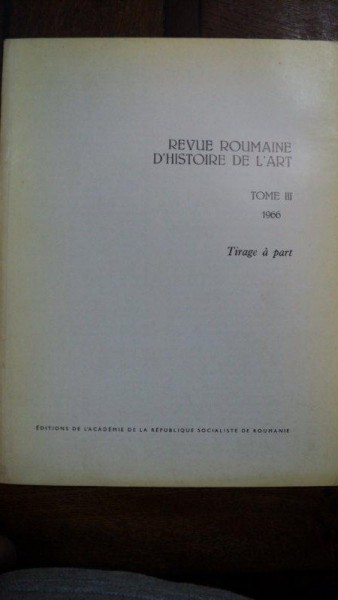 REVUE ROUMAINE
D'HISTOIRE DE L'ART
TOME III
1966
Tirage à part
ÉDITIONS DE L'ACADÉMIE DE LA RÉPUBLIQUE SOCIALISTE DE ROUMANIE